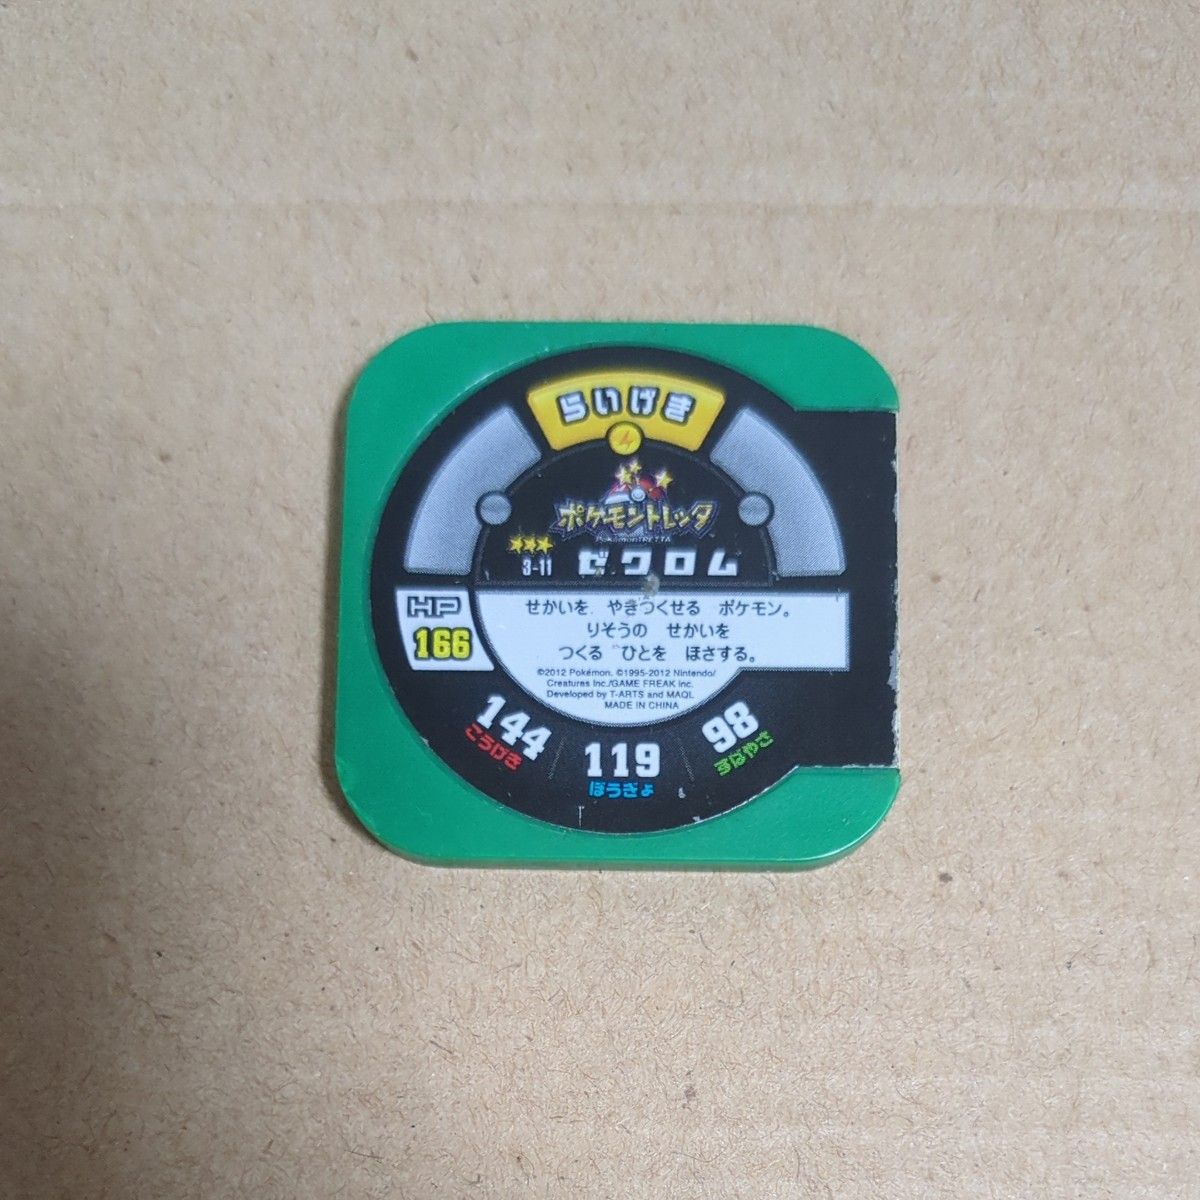 らいげき
ポケモントレッタ
Pokémon TRETTA
3-11 ゼクロム
HP
166
せかいを やきつくせる ポケモン。
りそうの せかいを
つくる ひとを ほさする。
©2012 Pokémon. ©1995-2012 Nintendo/
Creatures Inc./GAME FREAK inc.
Developed by T-ARTS and MAQL
MADE IN CHINA
144
こうげき
119
ぼうぎょ
98
すばやさ